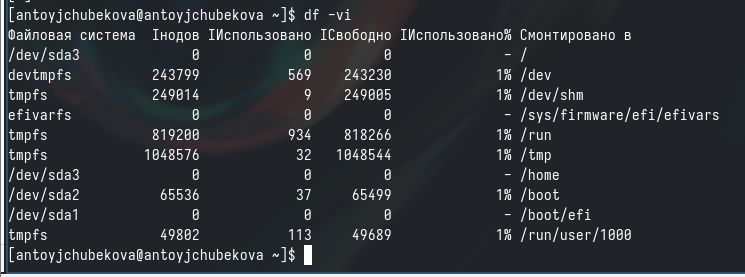 [antoyjchubekova@antoyjchubekova ~]$ df -vi
Файловая система  Iнодов IИспользовано IСвободно IИспользовано% Смонтировано в
/dev/sda3              0             0         0              - /
devtmpfs          243799           569    243230             1% /dev
tmpfs             249014             9    249005             1% /dev/shm
efivarfs               0             0         0              - /sys/firmware/efi/efivars
tmpfs             819200           934    818266             1% /run
tmpfs            1048576            32   1048544             1% /tmp
/dev/sda3              0             0         0              - /home
/dev/sda2          65536            37     65499             1% /boot
/dev/sda1              0             0         0              - /boot/efi
tmpfs              49802           113     49689             1% /run/user/1000
[antoyjchubekova@antoyjchubekova ~]$